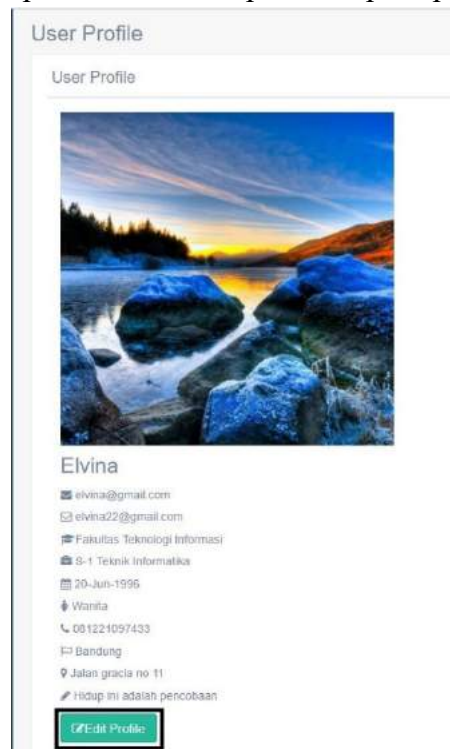 User Profile
User Profile
Elvina
elvina@gmail.com
elvina22@gmail.com
Fakultas Teknologi Informasi
S-1 Teknik Informatika
20-Jun-1996
Wanita
081221097433
Bandung
Jalan gracia no 11
Hidup ini adalah pencobaan
Edit Profile